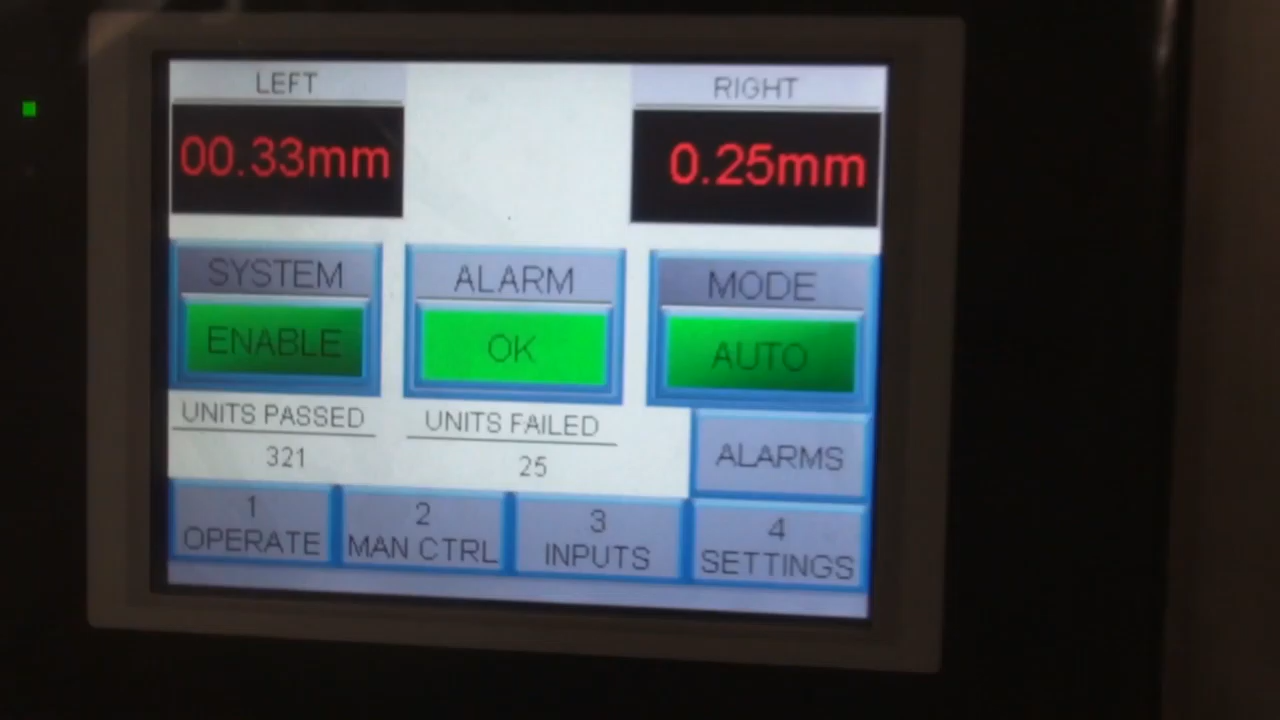 LEFT
RIGHT
00.33mm
0.25mm
SYSTEM
ALARM
MODE
ENABLE
OK
AUTO
UNITS PASSED
UNITS FAILED
321
25
ALARMS
1
OPERATE
2
MAN CTRL
3
INPUTS
4
SETTINGS